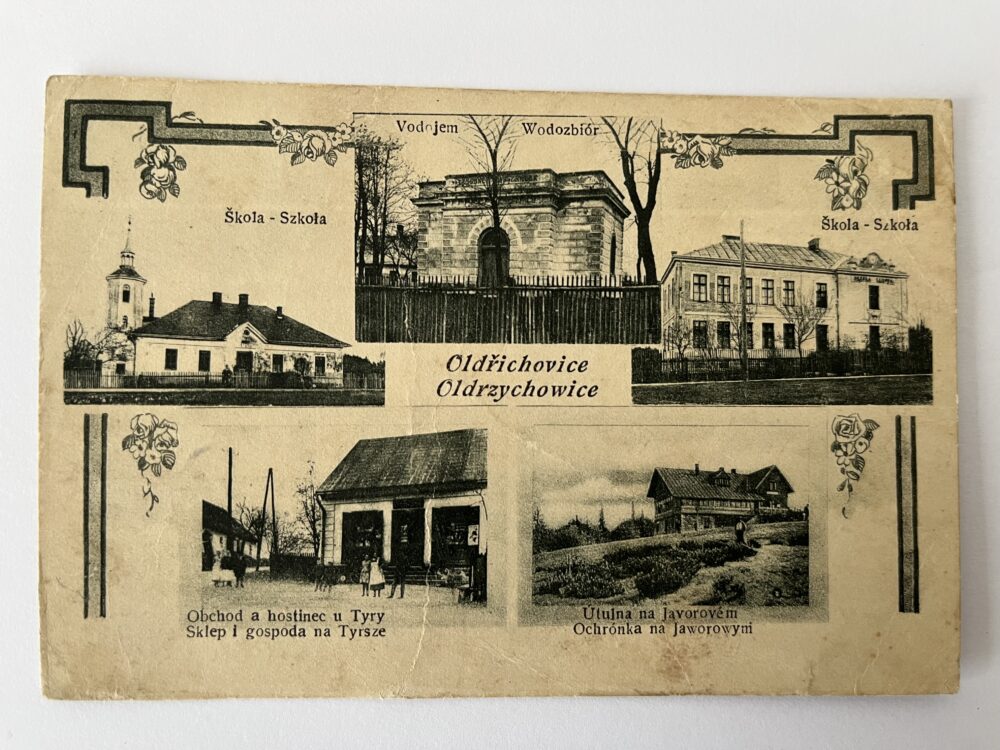 Vodojem Wodozbiór
Škola - Szkoła
Škola - Szkoła
Oldřichovice
Oldrzychowice
Obchod a hostinec u Tyry
Sklep i gospoda na Tyrsze
Utulna na Javorovém
Ochrónka na Jaworowym